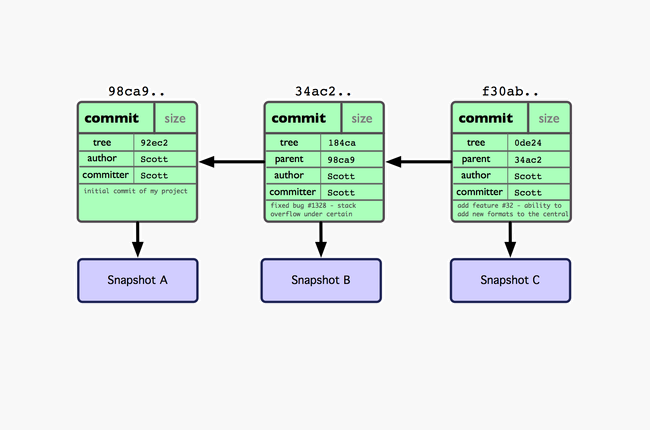 98ca9..
commit size
tree 92ec2
author Scott
committer Scott
initial commit of my project
Snapshot A
34ac2..
commit size
tree 184ca
parent 98ca9
author Scott
committer Scott
fixed bug #1328 - stack
overflow under certain
Snapshot B
f30ab..
commit size
tree 0de24
parent 34ac2
author Scott
committer Scott
add feature #32 - ability to
add new formats to the central
Snapshot C